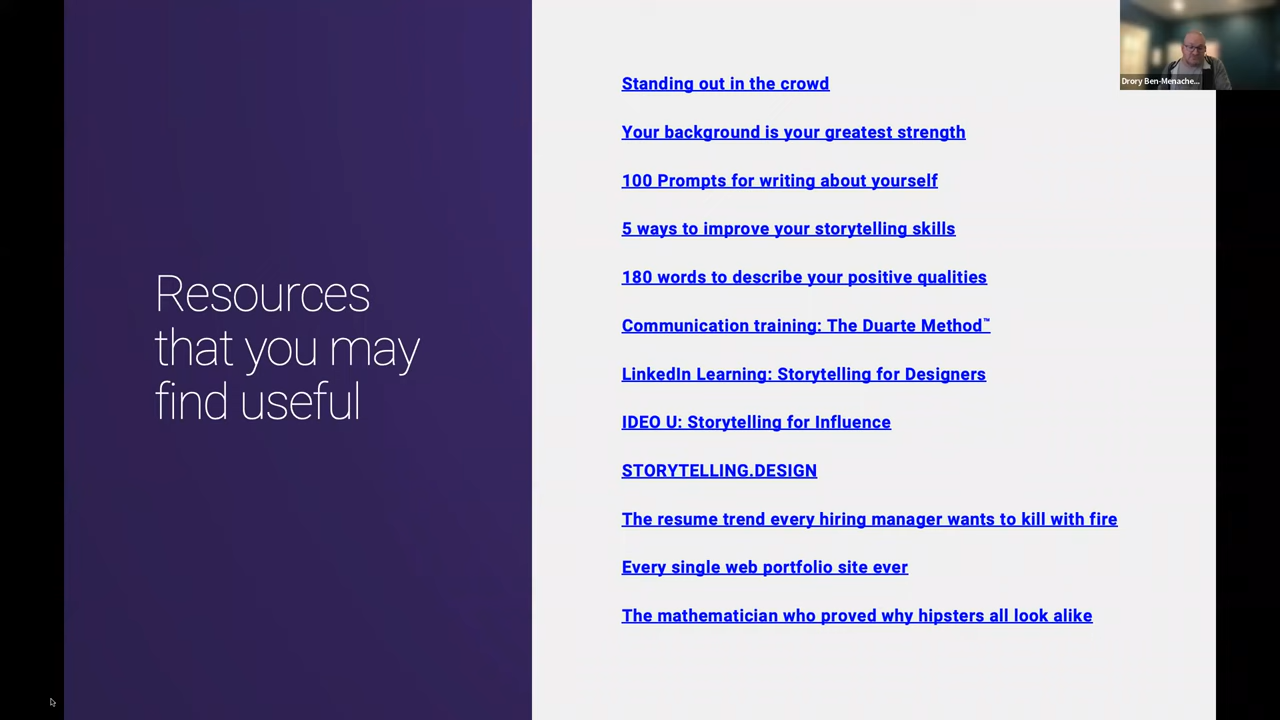 Resources
that you may
find useful
Standing out in the crowd
Your background is your greatest strength
100 Prompts for writing about yourself
5 ways to improve your storytelling skills
180 words to describe your positive qualities
Communication training: The Duarte Method™
LinkedIn Learning: Storytelling for Designers
IDEO U: Storytelling for Influence
STORYTELLING.DESIGN
The resume trend every hiring manager wants to kill with fire
Every single web portfolio site ever
The mathematician who proved why hipsters all look alike
Drory Ben-Menache...